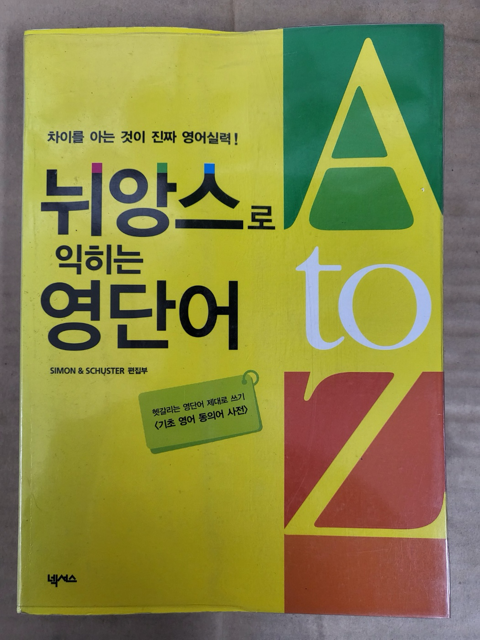 차이를 아는 것이 진짜 영어실력!
뉘앙스로
익히는
영단어
SIMON & SCHUSTER 편집부
헷갈리는 영단어 제대로 쓰기
<기초 영어 동의어 사전>
A
to
Z
넥서스